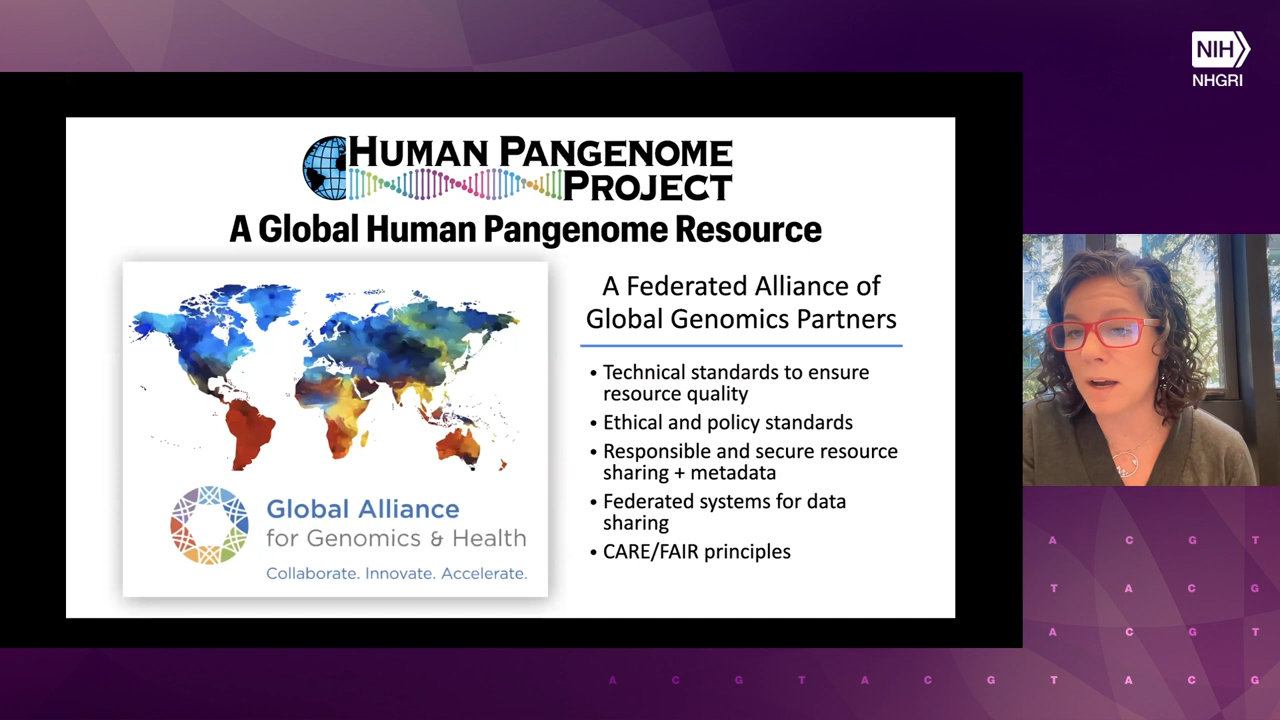 NIH
NHGRI
HUMAN PANGENOME
PROJECT
A Global Human Pangenome Resource
A Federated Alliance of
Global Genomics Partners
• Technical standards to ensure
resource quality
• Ethical and policy standards
• Responsible and secure resource
sharing + metadata
• Federated systems for data
sharing
• CARE/FAIR principles
Global Alliance
for Genomics & Health
Collaborate. Innovate. Accelerate.
A C G T
T A C G
A C G T
A C G T A C G T A C G